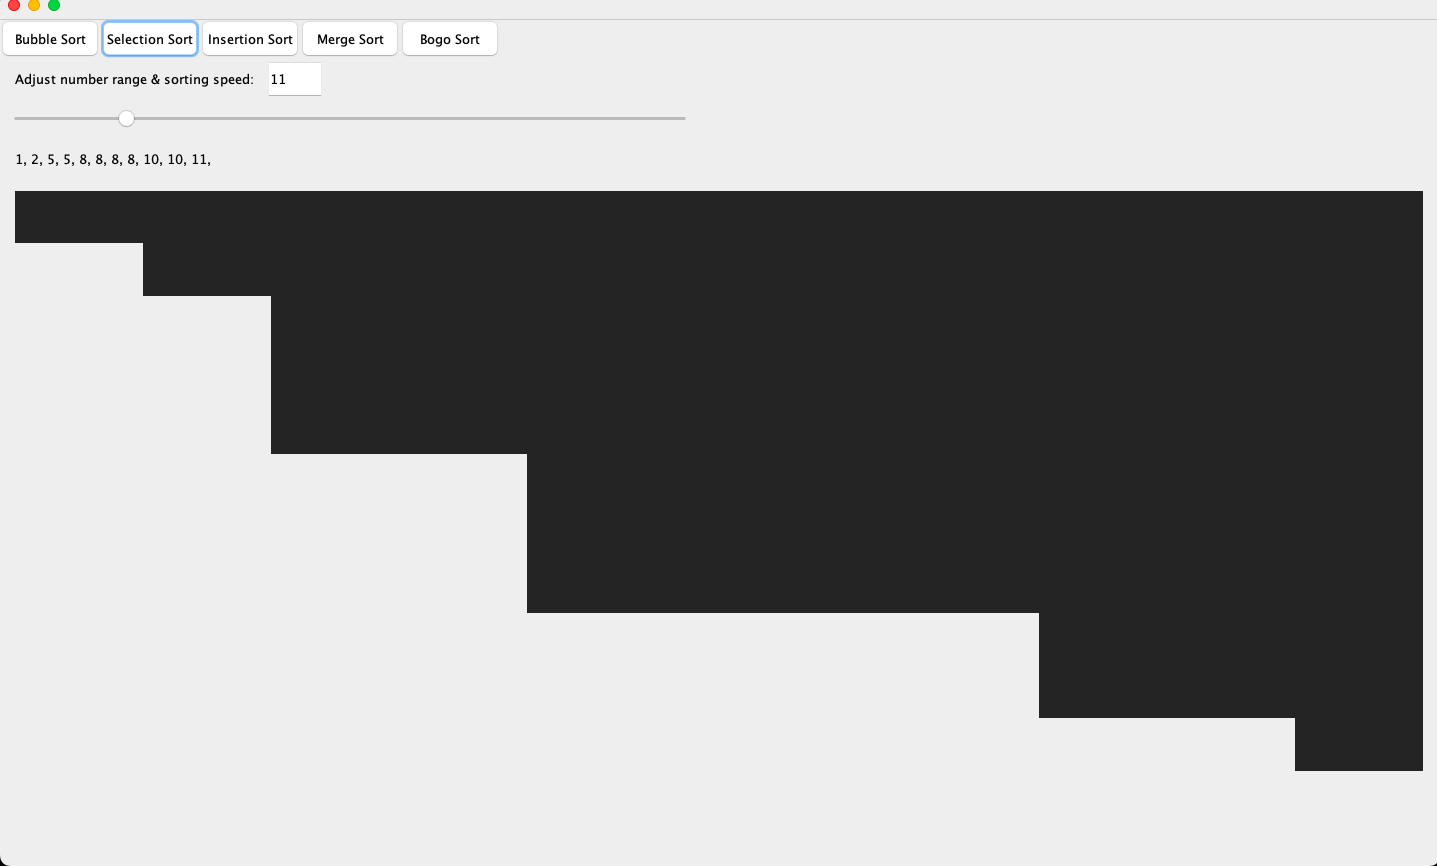 Bubble Sort Selection Sort Insertion Sort Merge Sort Bogo Sort
Adjust number range & sorting speed: 11
1, 2, 5, 5, 8, 8, 8, 8, 10, 10, 11,